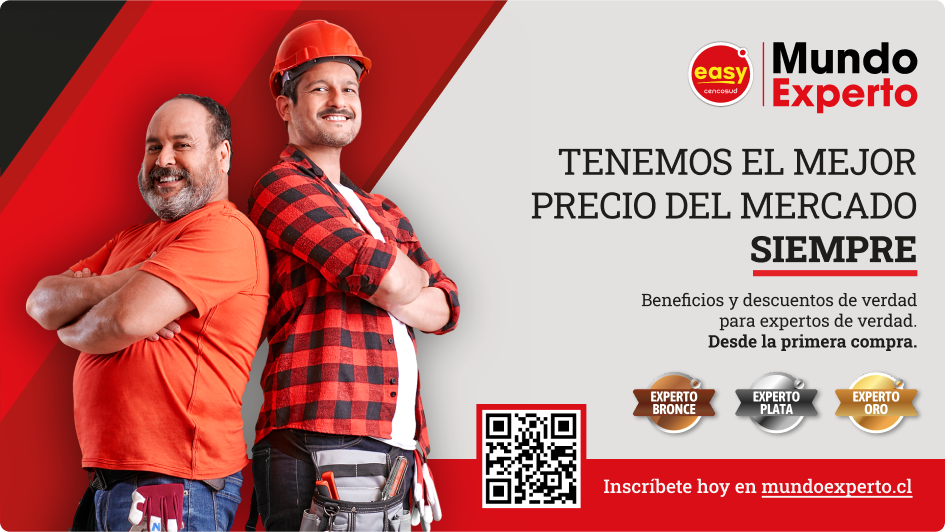 easy
cencosud
Mundo
Experto
TENEMOS EL MEJOR
PRECIO DEL MERCADO
SIEMPRE
Beneficios y descuentos de verdad
para expertos de verdad.
Desde la primera compra.
EXPERTO
BRONCE
EXPERTO
PLATA
EXPERTO
ORO
Inscríbete hoy en mundoexperto.cl